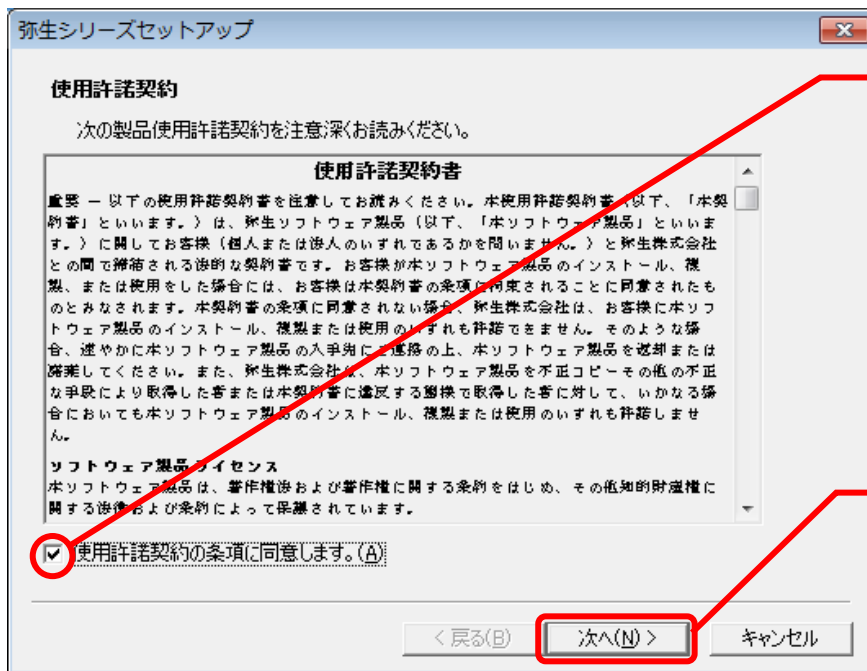 弥生シリーズセットアップ
使用許諾契約
次の製品使用許諾契約を注意深くお読みください。
使用許諾契約書
重要 － 以下の使用許諾契約書を注意してお読みください。本使用許諾契約書（以下、「本契
約書」といいます。）は、弥生ソフトウェア製品（以下、「本ソフトウェア製品」といいま
す。）に関してお客様（個人または法人のいずれであるかを問いません。）と弥生株式会社
との間で締結される法的な契約書です。お客様が本ソフトウェア製品のインストール、複
製、または使用をした場合には、お客様は本契約書の条項に拘束されることに同意されたも
のとみなされます。本契約書の条項に同意されない場合、弥生株式会社は、お客様に本ソフ
トウェア製品のインストール、複製または使用のいずれも許諾できません。そのような場
合、速やかに本ソフトウェア製品の入手先にご連絡の上、本ソフトウェア製品を返却または
廃棄してください。また、弥生株式会社は、本ソフトウェア製品を不正コピーその他の不正
な手段により取得した者または本契約書に違反する態様で取得した者に対して、いかなる場
合においても本ソフトウェア製品のインストール、複製または使用のいずれも許諾しませ
ん。
ソフトウェア製品ライセンス
本ソフトウェア製品は、著作権法および著作権に関する条約をはじめ、その他知的財産権に
関する法律および条約によって保護されています。
使用許諾契約の条項に同意します。(A)
< 戻る(B) 次へ(N) > キャンセル